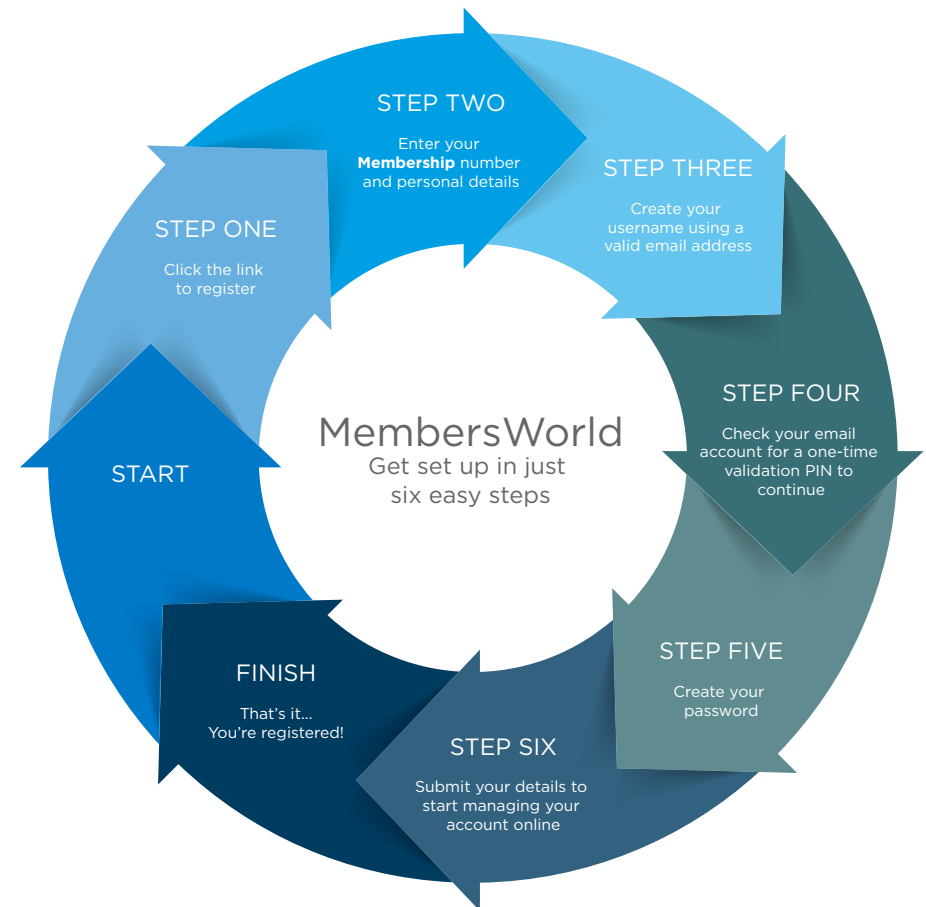 MembersWorld
Get set up in just
six easy steps
START
STEP ONE
Click the link
to register
STEP TWO
Enter your
Membership number
and personal details
STEP THREE
Create your
username using a
valid email address
STEP FOUR
Check your email
account for a one-time
validation PIN to
continue
STEP FIVE
Create your
password
STEP SIX
Submit your details to
start managing your
account online
FINISH
That’s it...
You’re registered!